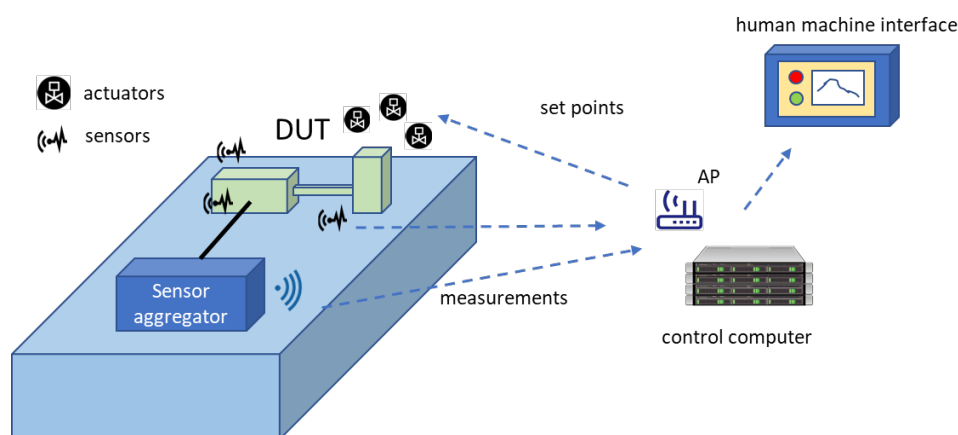 human machine interface
actuators
set points
sensors
DUT
AP
Sensor
aggregator
measurements
control computer